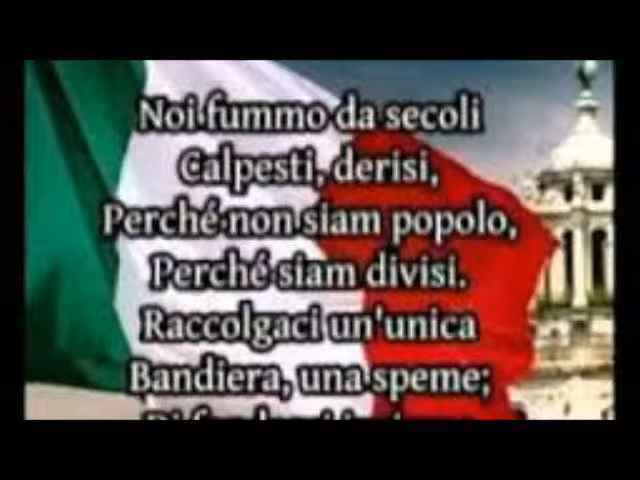 Noi fummo da secoli
Calpesti, derisi,
Perché non siam popolo,
Perché siam divisi.
Raccolgaci un'unica
Bandiera, una speme;